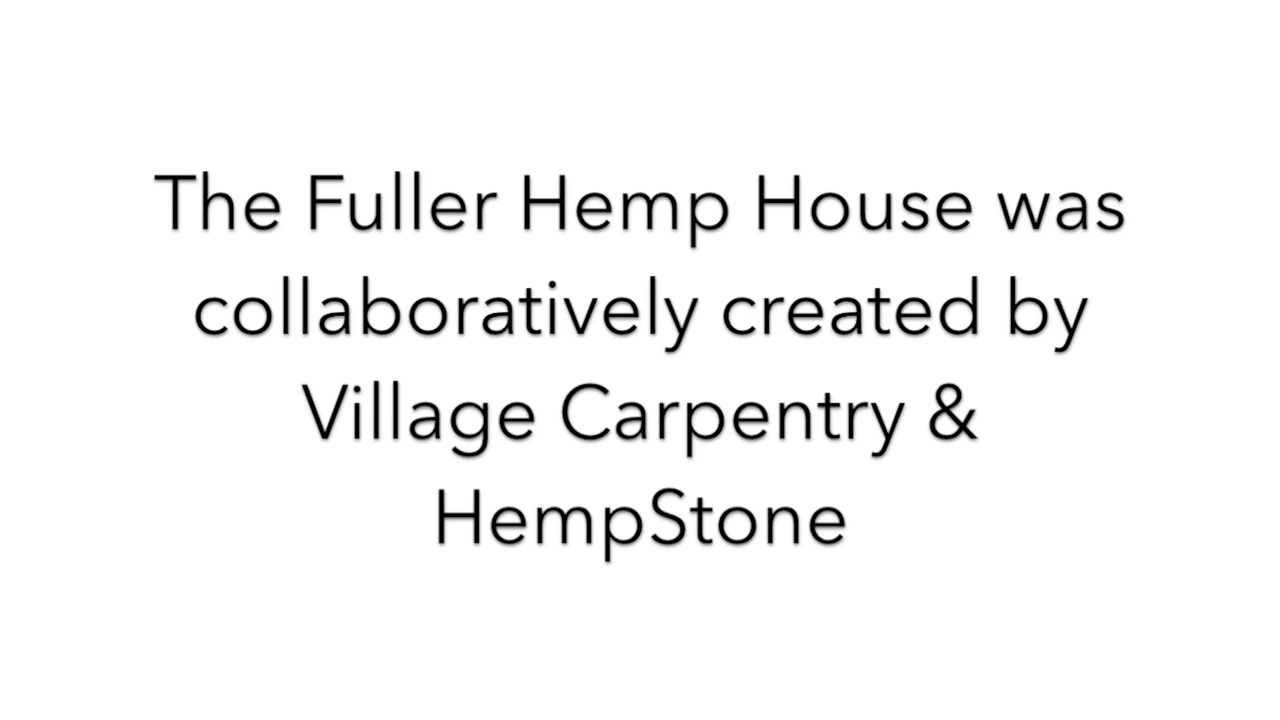 The Fuller Hemp House was
collaboratively created by
Village Carpentry &
HempStone